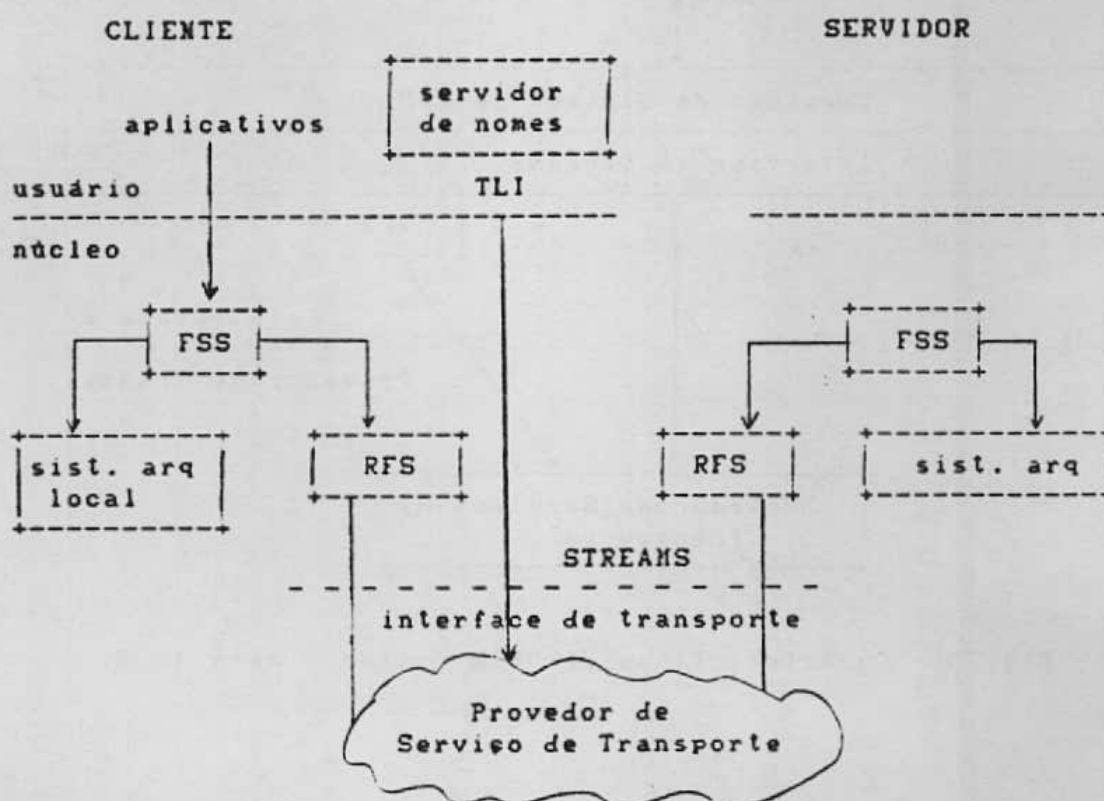 CLIENTE
SERVIDOR
servidor
de nomes
aplicativos
usuário
TLI
núcleo
FSS
FSS
sist. arq
local
RFS
RFS
sist. arq
STREAMS
interface de transporte
Provedor de
Serviço de Transporte